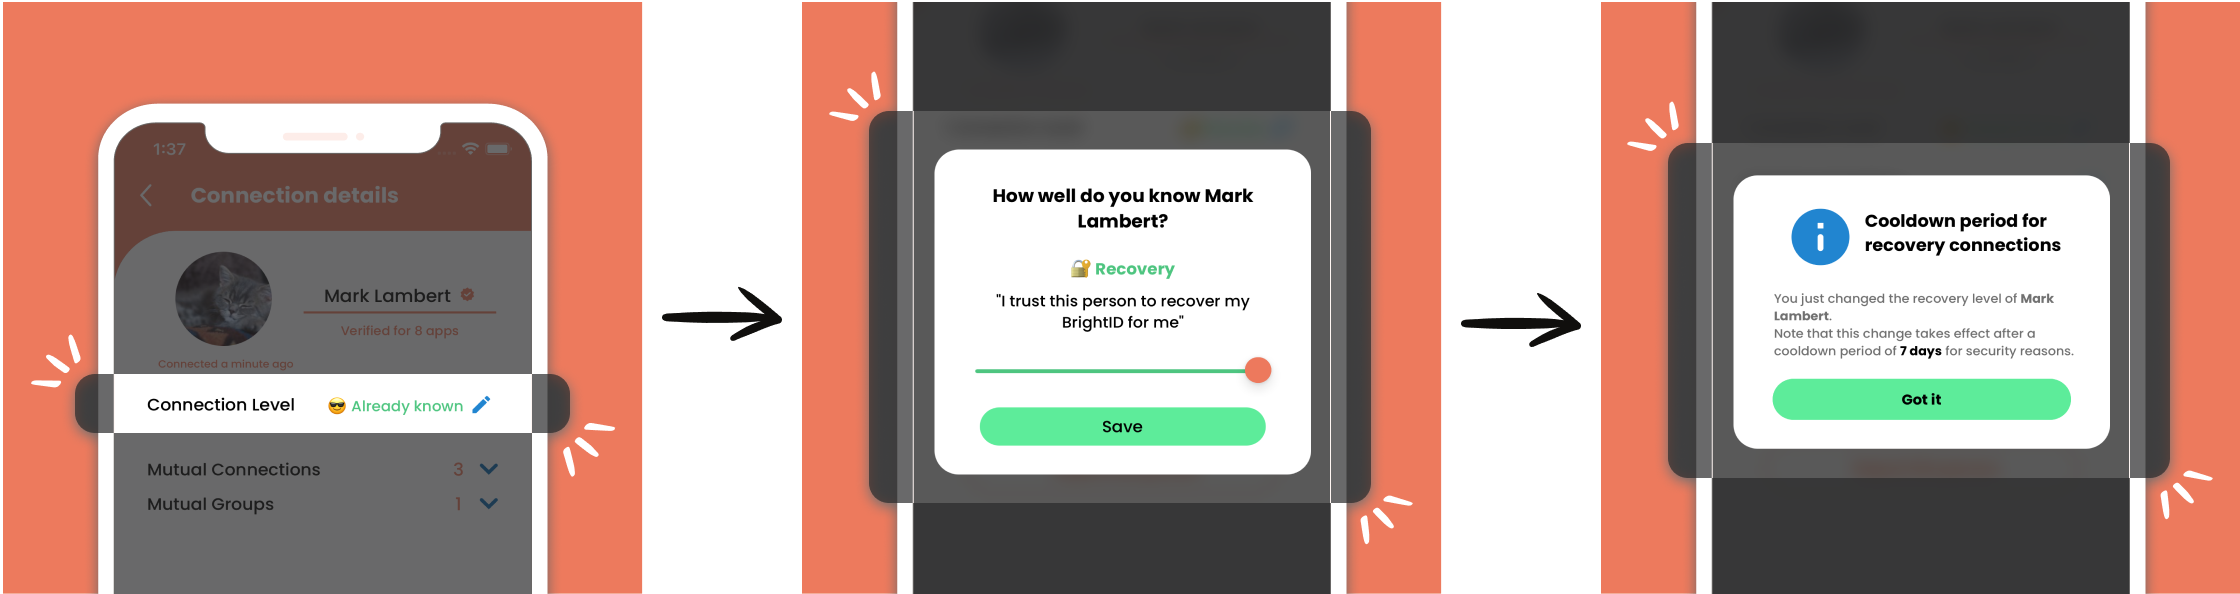 1:37
Connection details
Mark Lambert
Verified for 8 apps
Connected a minute ago
Connection Level
😎 Already known
Mutual Connections 3
Mutual Groups 1
How well do you know Mark
Lambert?
🔐 Recovery
"I trust this person to recover my
BrightID for me"
Save
Cooldown period for
recovery connections
You just changed the recovery level of Mark
Lambert.
Note that this change takes effect after a
cooldown period of 7 days for security reasons.
Got it